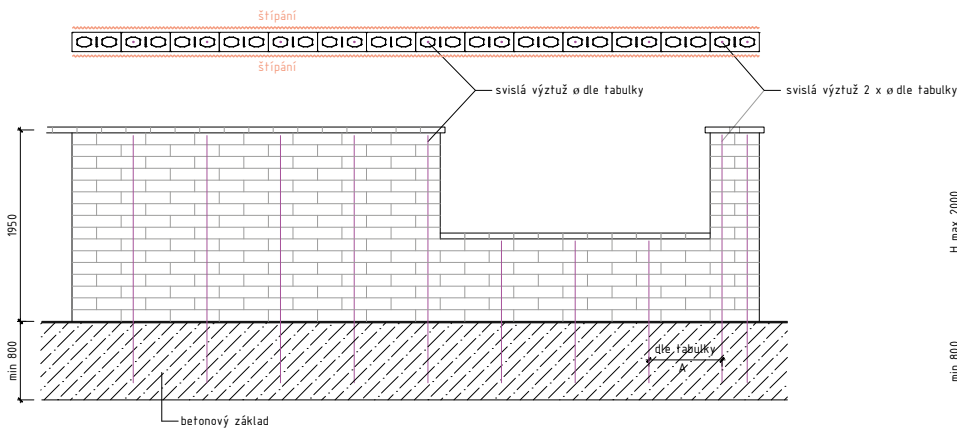 štípání
štípání
svislá výztuž ø dle tabulky
svislá výztuž 2 x ø dle tabulky
1950
H max. 2000
min 800
dle tabulky
A
min 800
betonový základ